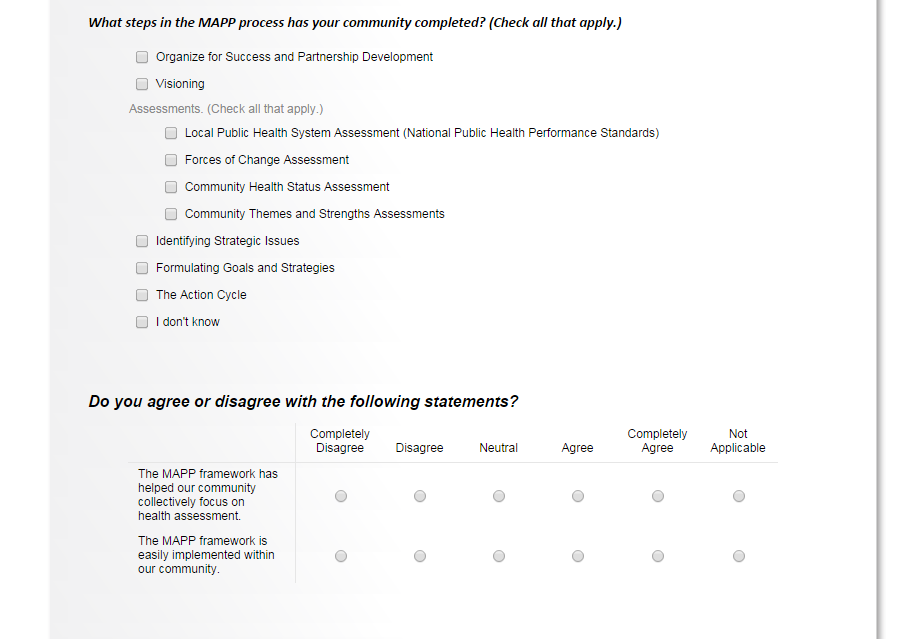 What steps in the MAPP process has your community completed? (Check all that apply.)
Organize for Success and Partnership Development
Visioning
Assessments. (Check all that apply.)
Local Public Health System Assessment (National Public Health Performance Standards)
Forces of Change Assessment
Community Health Status Assessment
Community Themes and Strengths Assessments
Identifying Strategic Issues
Formulating Goals and Strategies
The Action Cycle
I don't know
Do you agree or disagree with the following statements?
Completely Disagree
Disagree
Neutral
Agree
Completely Agree
Not Applicable
The MAPP framework has
helped our community
collectively focus on
health assessment.
The MAPP framework is
easily implemented within
our community.